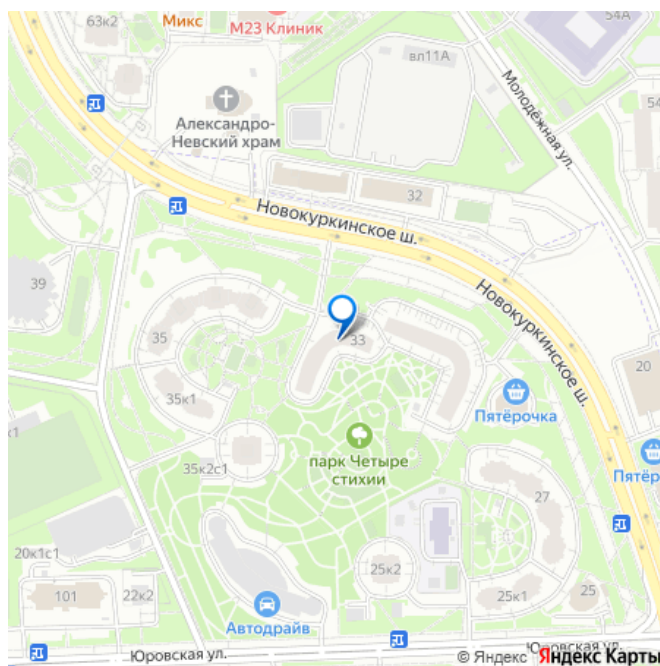 63к2
Микс
М23 Клиник
вл11А
54А
Молодёжная ул.
54
Александро-
Невский храм
32
Новокуркинское ш.
39
Новокуркинское ш.
35
33
20
35к1
Пятёрочка
к1
парк Четыре
стихии
35к2с1
Пятёр
27
20к1с1
25к2
101
22к2
25к1
25
Автодрайв
Юровская ул.
Юровская ул.
© Яндекс Яндекс Карты